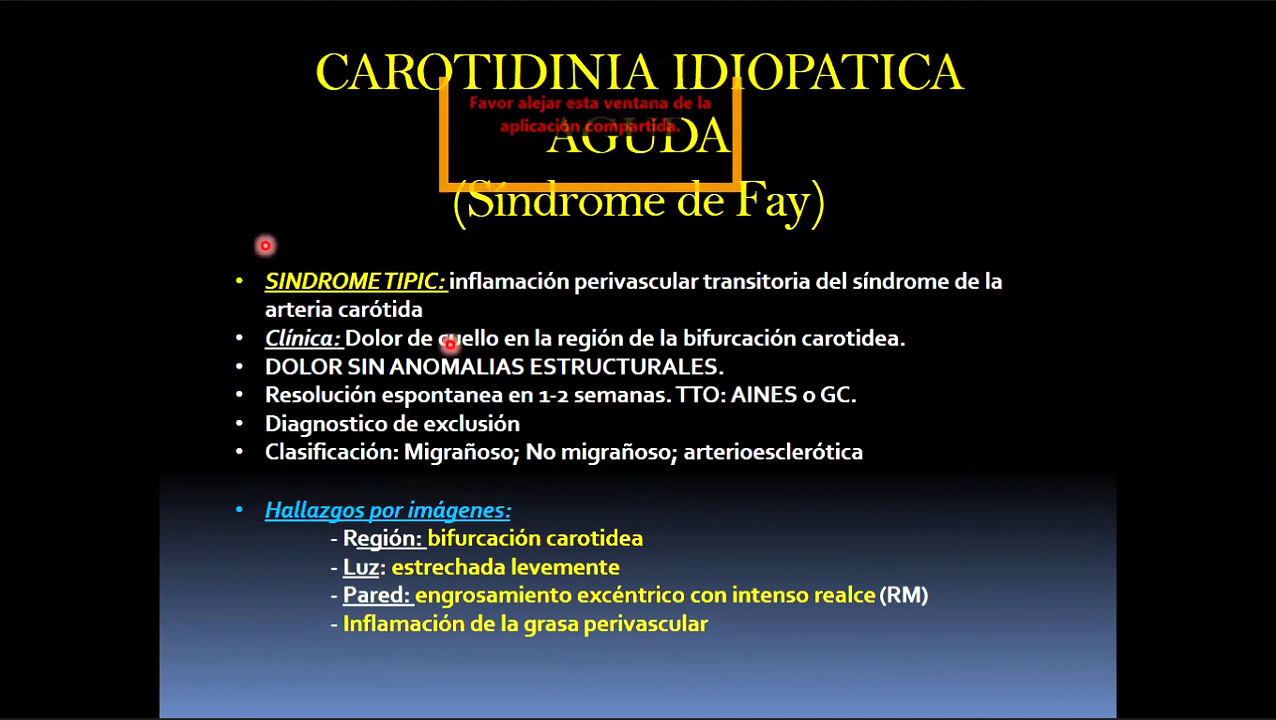 CAROTIDINIA IDIOPATICA
Favor alejar esta ventana de la
aplicación compartida.
AGUDA
(Síndrome de Fay)
• SINDROME TIPIC: inflamación perivascular transitoria del síndrome de la
arteria carótida
• Clínica: Dolor de cuello en la región de la bifurcación carotidea.
• DOLOR SIN ANOMALIAS ESTRUCTURALES.
• Resolución espontanea en 1-2 semanas. TTO: AINES o GC.
• Diagnostico de exclusión
• Clasificación: Migrañoso; No migrañoso; arterioesclerótica
• Hallazgos por imágenes:
- Región: bifurcación carotidea
- Luz: estrechada levemente
- Pared: engrosamiento excéntrico con intenso realce (RM)
- Inflamación de la grasa perivascular